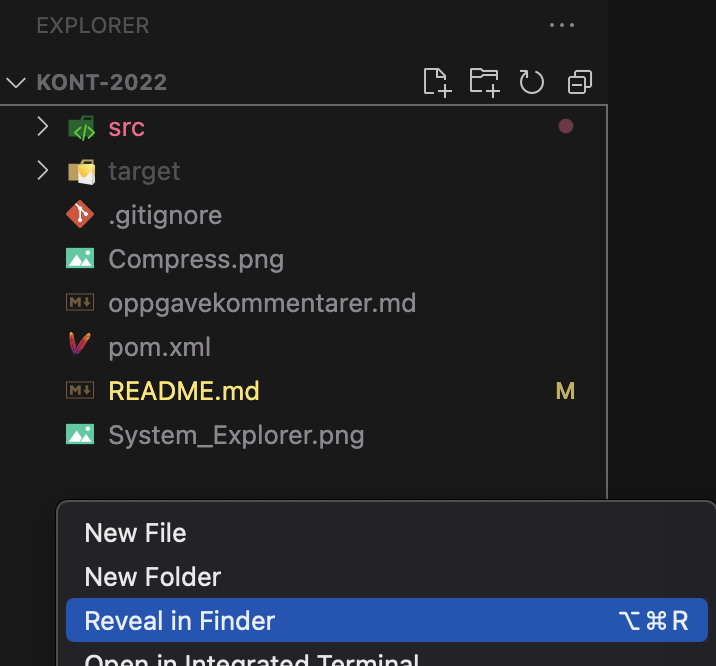 EXPLORER
KONT-2022
src
target
.gitignore
Compress.png
M↓ oppgavekommentarer.md
pom.xml
M↓ README.md M
System_Explorer.png
New File
New Folder
Reveal in Finder ⌥⌘R
Open in Integrated Terminal